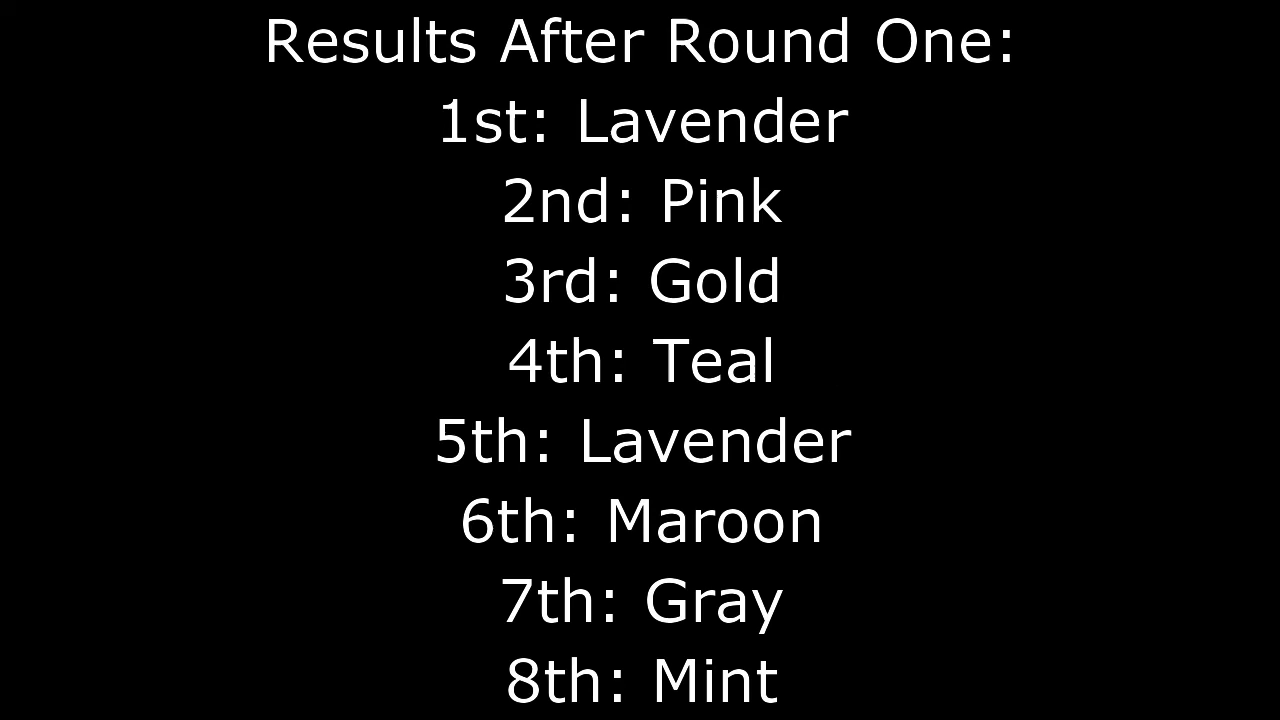 Results After Round One:
1st: Lavender
2nd: Pink
3rd: Gold
4th: Teal
5th: Lavender
6th: Maroon
7th: Gray
8th: Mint